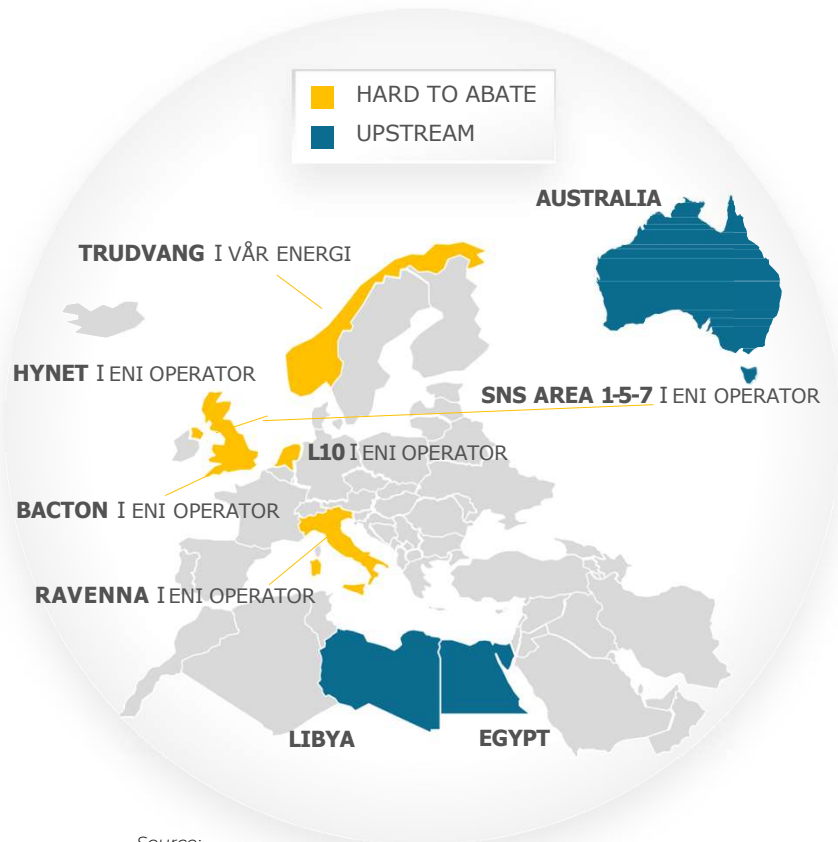 HARD TO ABATE
UPSTREAM
AUSTRALIA
TRUDVANG I VÅR ENERGI
HYNET I ENI OPERATOR
SNS AREA 1-5-7 I ENI OPERATOR
L10 I ENI OPERATOR
BACTON I ENI OPERATOR
RAVENNA I ENI OPERATOR
LIBYA
EGYPT
Source: